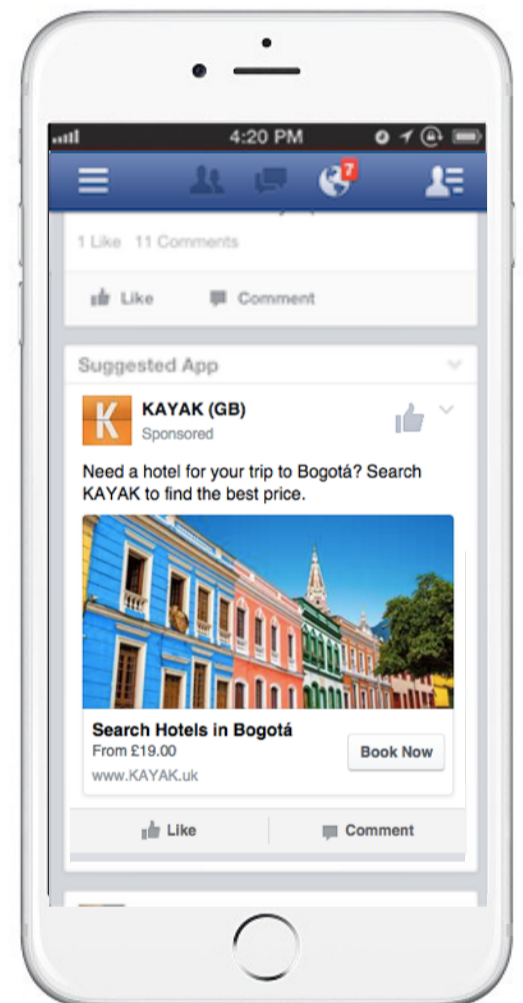 4:20 PM
7
1 Like 11 Comments
Like Comment
Suggested App
K
KAYAK (GB)
Sponsored
Need a hotel for your trip to Bogotá? Search
KAYAK to find the best price.
Search Hotels in Bogotá
From £19.00
www.KAYAK.uk
Book Now
Like Comment